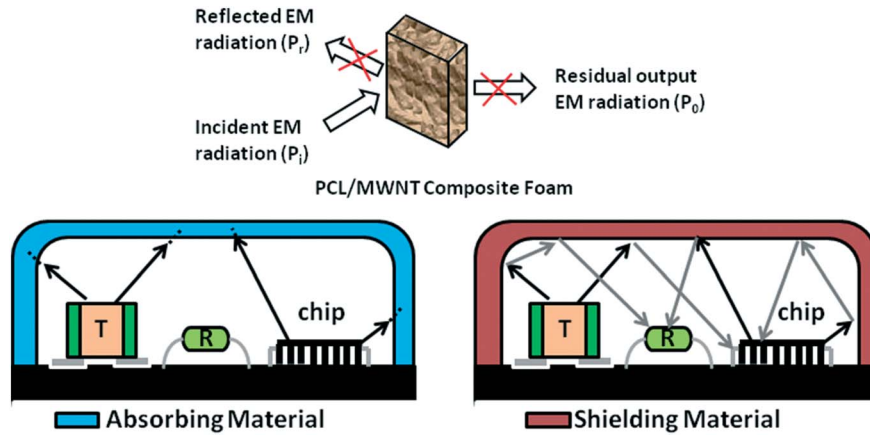 Reflected EM
radiation (Pr)
Incident EM
radiation (Pi)
Residual output
EM radiation (P0)
PCL/MWNT Composite Foam
T
R
chip
Absorbing Material
T
R
chip
Shielding Material